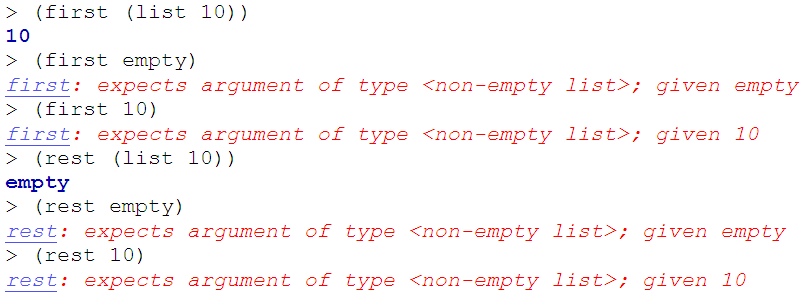 > (first (list 10))
10
> (first empty)
first: expects argument of type <non-empty list>; given empty
> (first 10)
first: expects argument of type <non-empty list>; given 10
> (rest (list 10))
empty
> (rest empty)
rest: expects argument of type <non-empty list>; given empty
> (rest 10)
rest: expects argument of type <non-empty list>; given 10